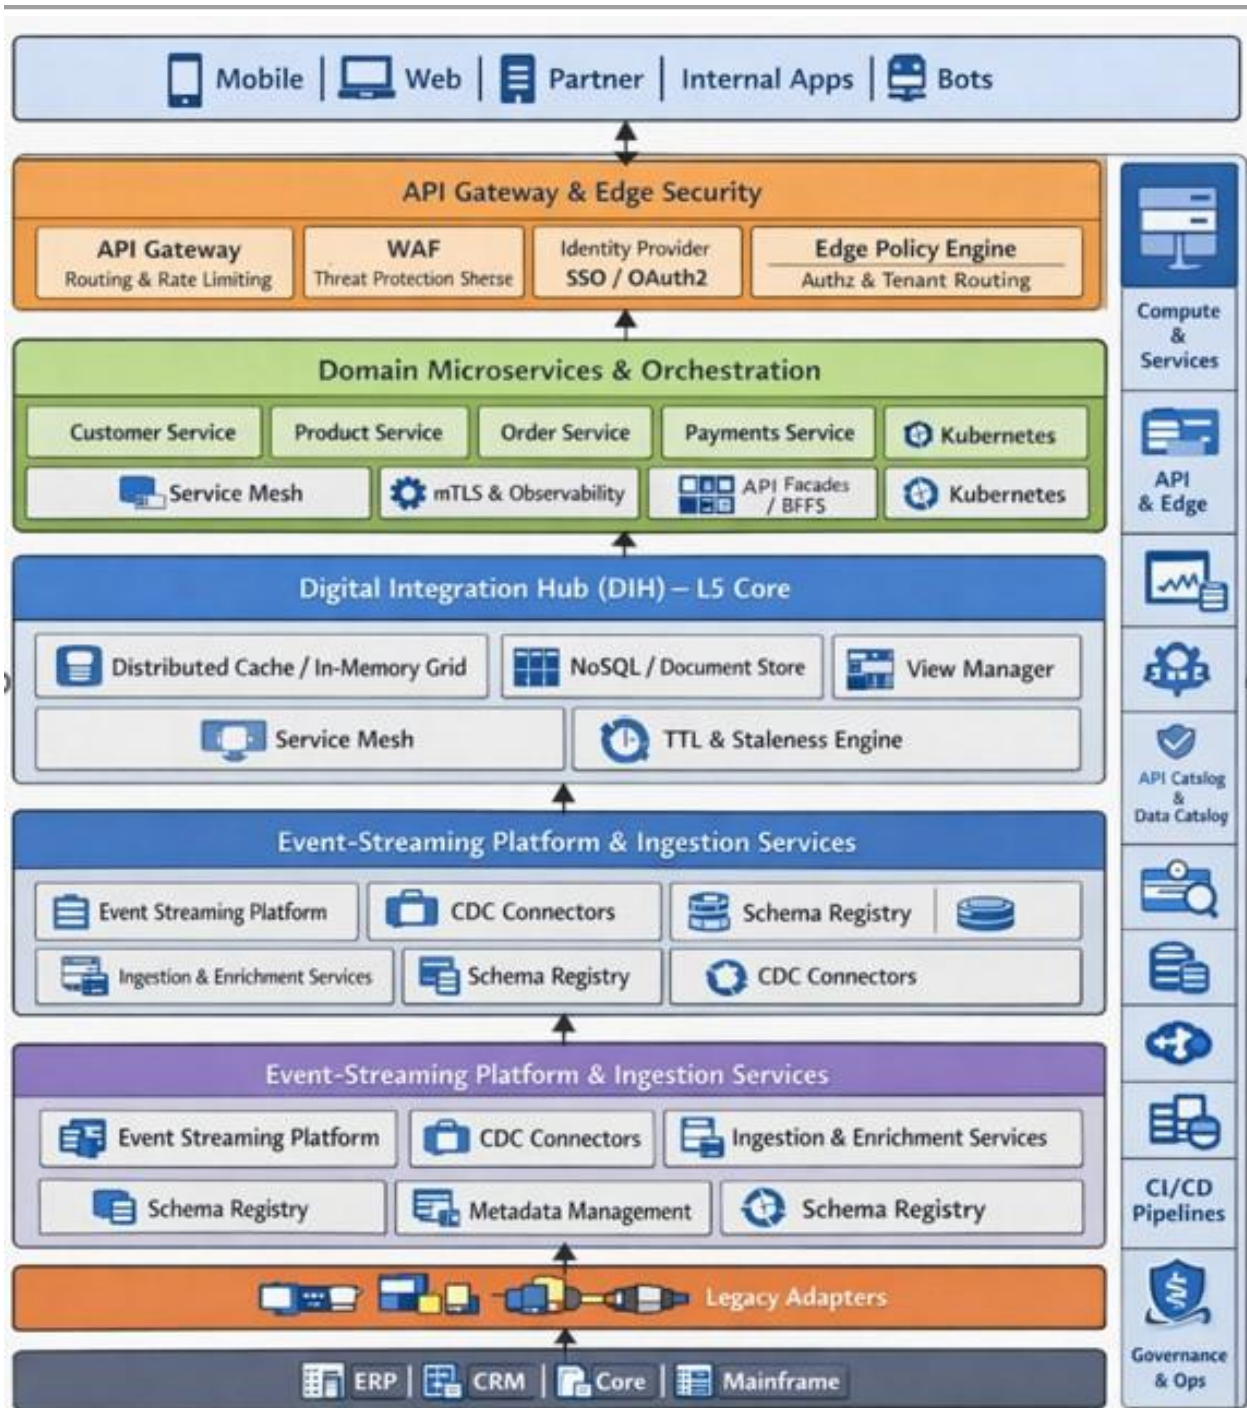 Mobile | Web | Partner | Internal Apps | Bots
API Gateway & Edge Security
API Gateway
Routing & Rate Limiting
WAF
Threat Protection Sherse
Identity Provider
SSO / OAuth2
Edge Policy Engine
Authz & Tenant Routing
Domain Microservices & Orchestration
Customer Service
Product Service
Order Service
Payments Service
Kubernetes
Service Mesh
mTLS & Observability
API Facades
/ BFFS
Kubernetes
Digital Integration Hub (DIH) – L5 Core
Distributed Cache / In-Memory Grid
NoSQL / Document Store
View Manager
Service Mesh
TTL & Staleness Engine
Event-Streaming Platform & Ingestion Services
Event Streaming Platform
CDC Connectors
Schema Registry
Ingestion & Enrichment Services
Schema Registry
CDC Connectors
Event-Streaming Platform & Ingestion Services
Event Streaming Platform
CDC Connectors
Ingestion & Enrichment Services
Schema Registry
Metadata Management
Schema Registry
Legacy Adapters
ERP | CRM | Core | Mainframe
Compute
&
Services
API
& Edge
API Catslog
&
Data Catslog
CI/CD
Pipelines
Governance
& Ops